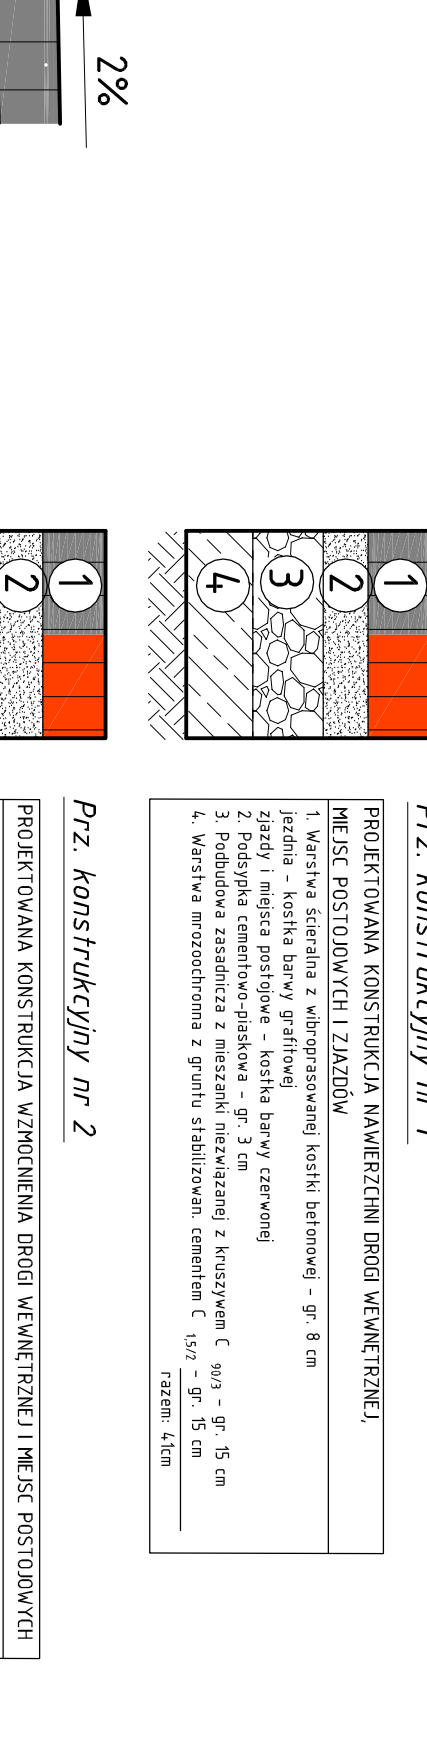 2%
Prz. konstrukcyjny nr 1
1
2
3
4
PROJEKTOWANA KONSTRUKCJA NAWIERZCHNI DROGI WEWNĘTRZNEJ,
MIEJSC POSTOJOWYCH I ZJAZDÓW
1. Warstwa ścieralna z wibroprasowanej kostki betonowej - gr. 8 cm
jezdnia - kostka barwy grafitowej
zjazdy i miejsca postojowe - kostka barwy czerwonej
2. Podsypka cementowo-piaskowa - gr. 3 cm
3. Podbudowa zasadnicza z mieszanki niezwiązanej z kruszywem C 90/3 - gr. 15 cm
4. Warstwa mrozoochronna z gruntu stabilizowan. cementem C 1,5/2 - gr. 15 cm
razem: 41cm
Prz. konstrukcyjny nr 2
1
2
PROJEKTOWANA KONSTRUKCJA WZMOCNIENIA DROGI WEWNĘTRZNEJ I MIEJSC POSTOJOWYCH